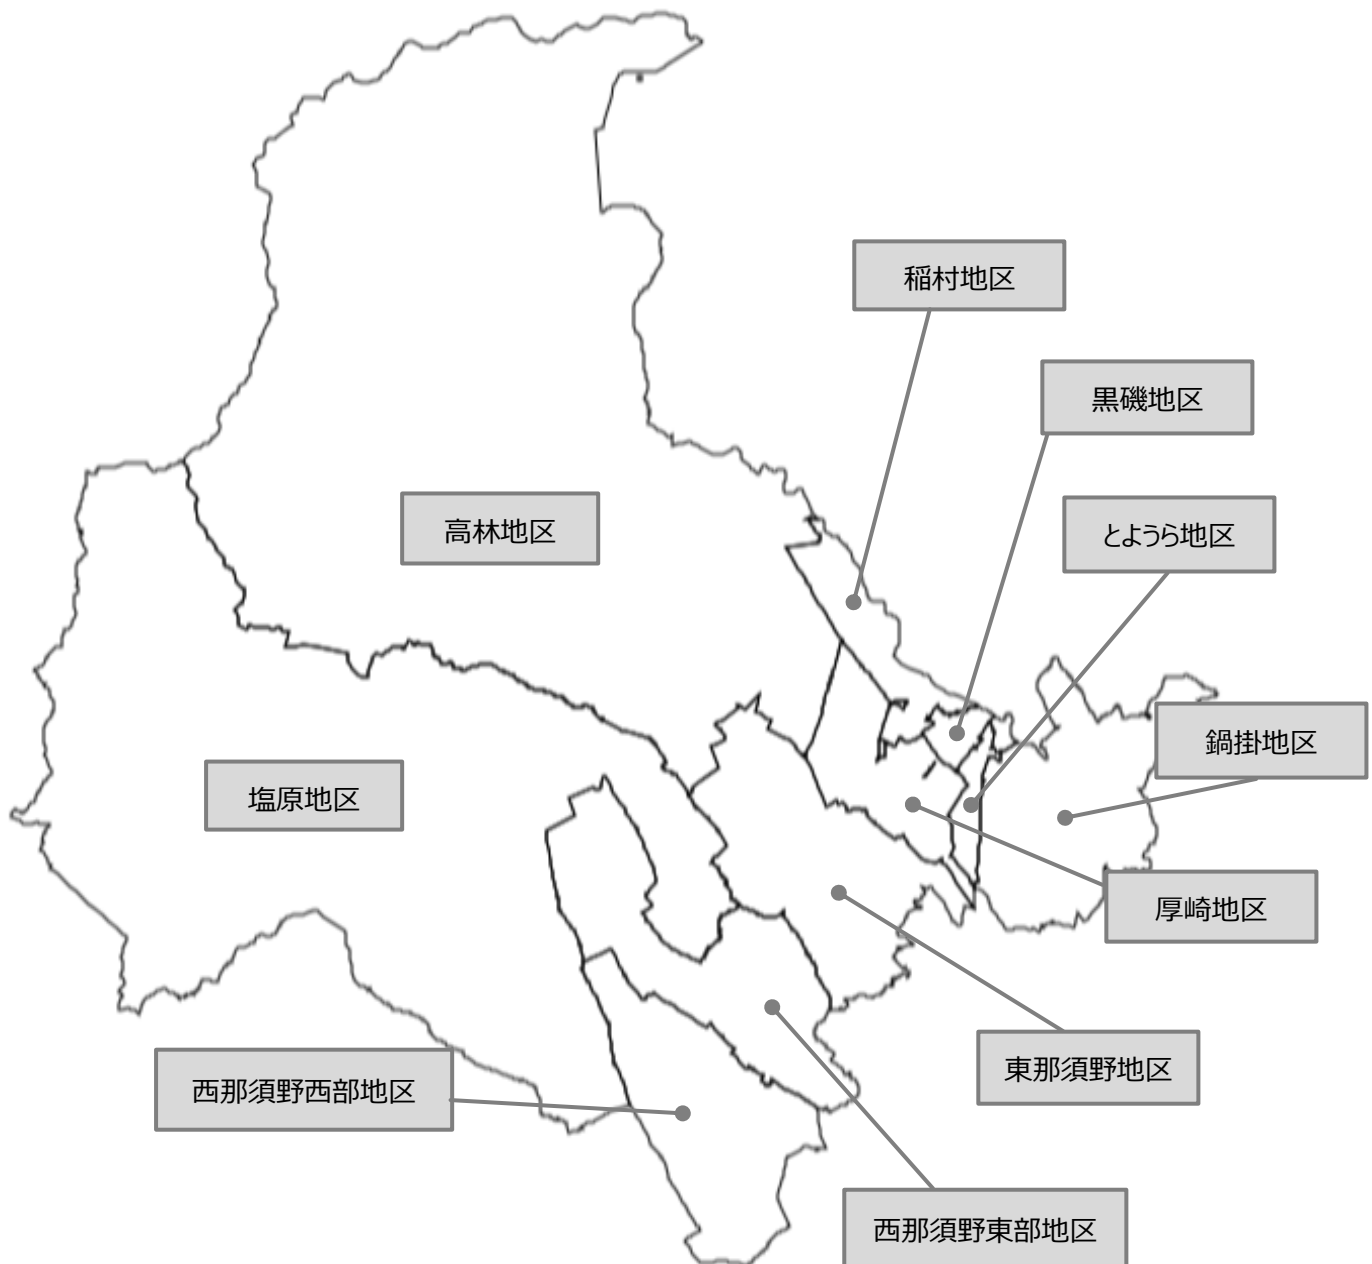 稲村地区
黒磯地区
高林地区
とようら地区
鍋掛地区
塩原地区
厚崎地区
東那須野地区
西那須野西部地区
西那須野東部地区